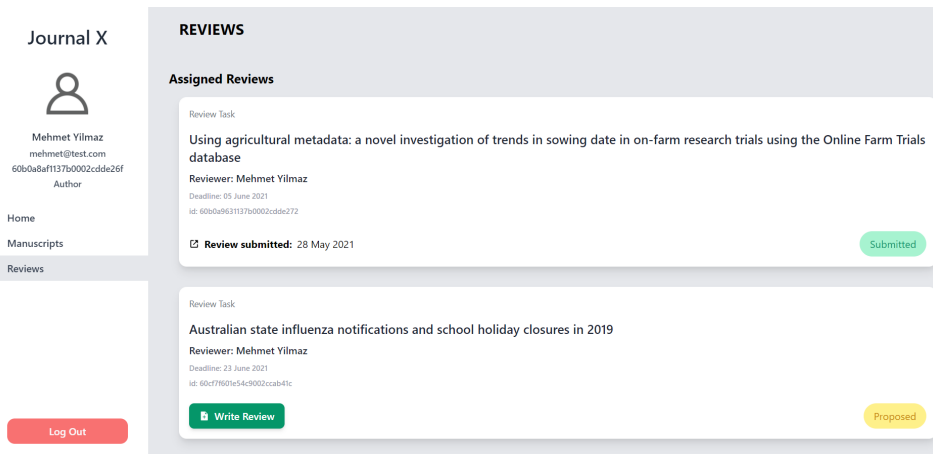 Journal X
Mehmet Yilmaz
mehmet@test.com
60b0a8af1137b0002cdde26f
Author
Home
Manuscripts
Reviews
Log Out
REVIEWS
Assigned Reviews
Review Task
Using agricultural metadata: a novel investigation of trends in sowing date in on-farm research trials using the Online Farm Trials
database
Reviewer: Mehmet Yilmaz
Deadline: 05 June 2021
id: 60b0a9631137b0002cdde272
Review submitted: 28 May 2021
Submitted
Review Task
Australian state influenza notifications and school holiday closures in 2019
Reviewer: Mehmet Yilmaz
Deadline: 23 June 2021
id: 60cf7f601e54c9002ccab41c
Write Review
Proposed